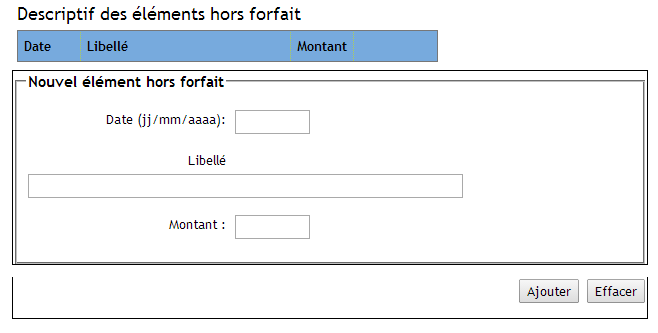 Descriptif des éléments hors forfait
Date Libellé Montant
Nouvel élément hors forfait
Date (jj/mm/aaaa):
Libellé
Montant :
Ajouter Effacer